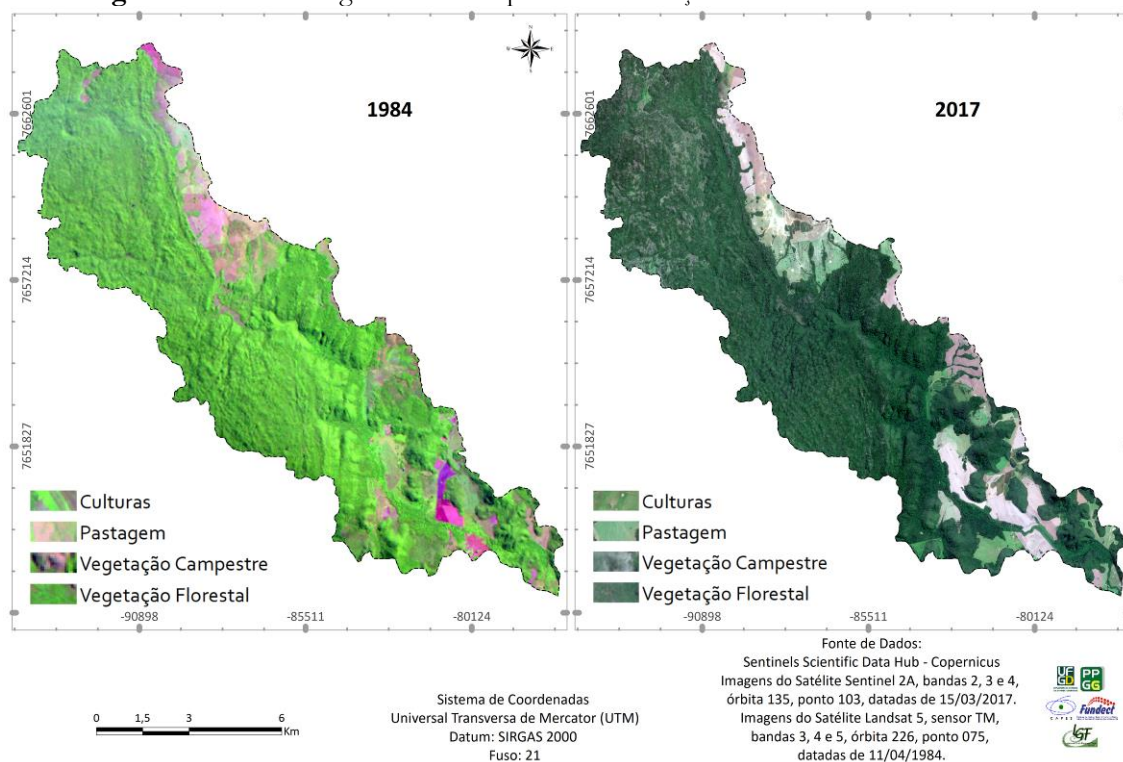 1984
2017
7662601
7657214
7651827
7662601
7657214
7651827
Culturas
Pastagem
Vegetação Campestre
Vegetação Florestal
Culturas
Pastagem
Vegetação Campestre
Vegetação Florestal
-90898
-85511
-80124
-90898
-85511
-80124
0 1,5 3 6
Km
Sistema de Coordenadas
Universal Transversa de Mercator (UTM)
Datum: SIRGAS 2000
Fuso: 21
Fonte de Dados:
Sentinels Scientific Data Hub - Copernicus
Imagens do Satélite Sentinel 2A, bandas 2, 3 e 4,
órbita 135, ponto 103, datadas de 15/03/2017.
Imagens do Satélite Landsat 5, sensor TM,
bandas 3, 4 e 5, órbita 226, ponto 075,
datadas de 11/04/1984.
UFGD
PPGG
CAPES
Fundect
LGF